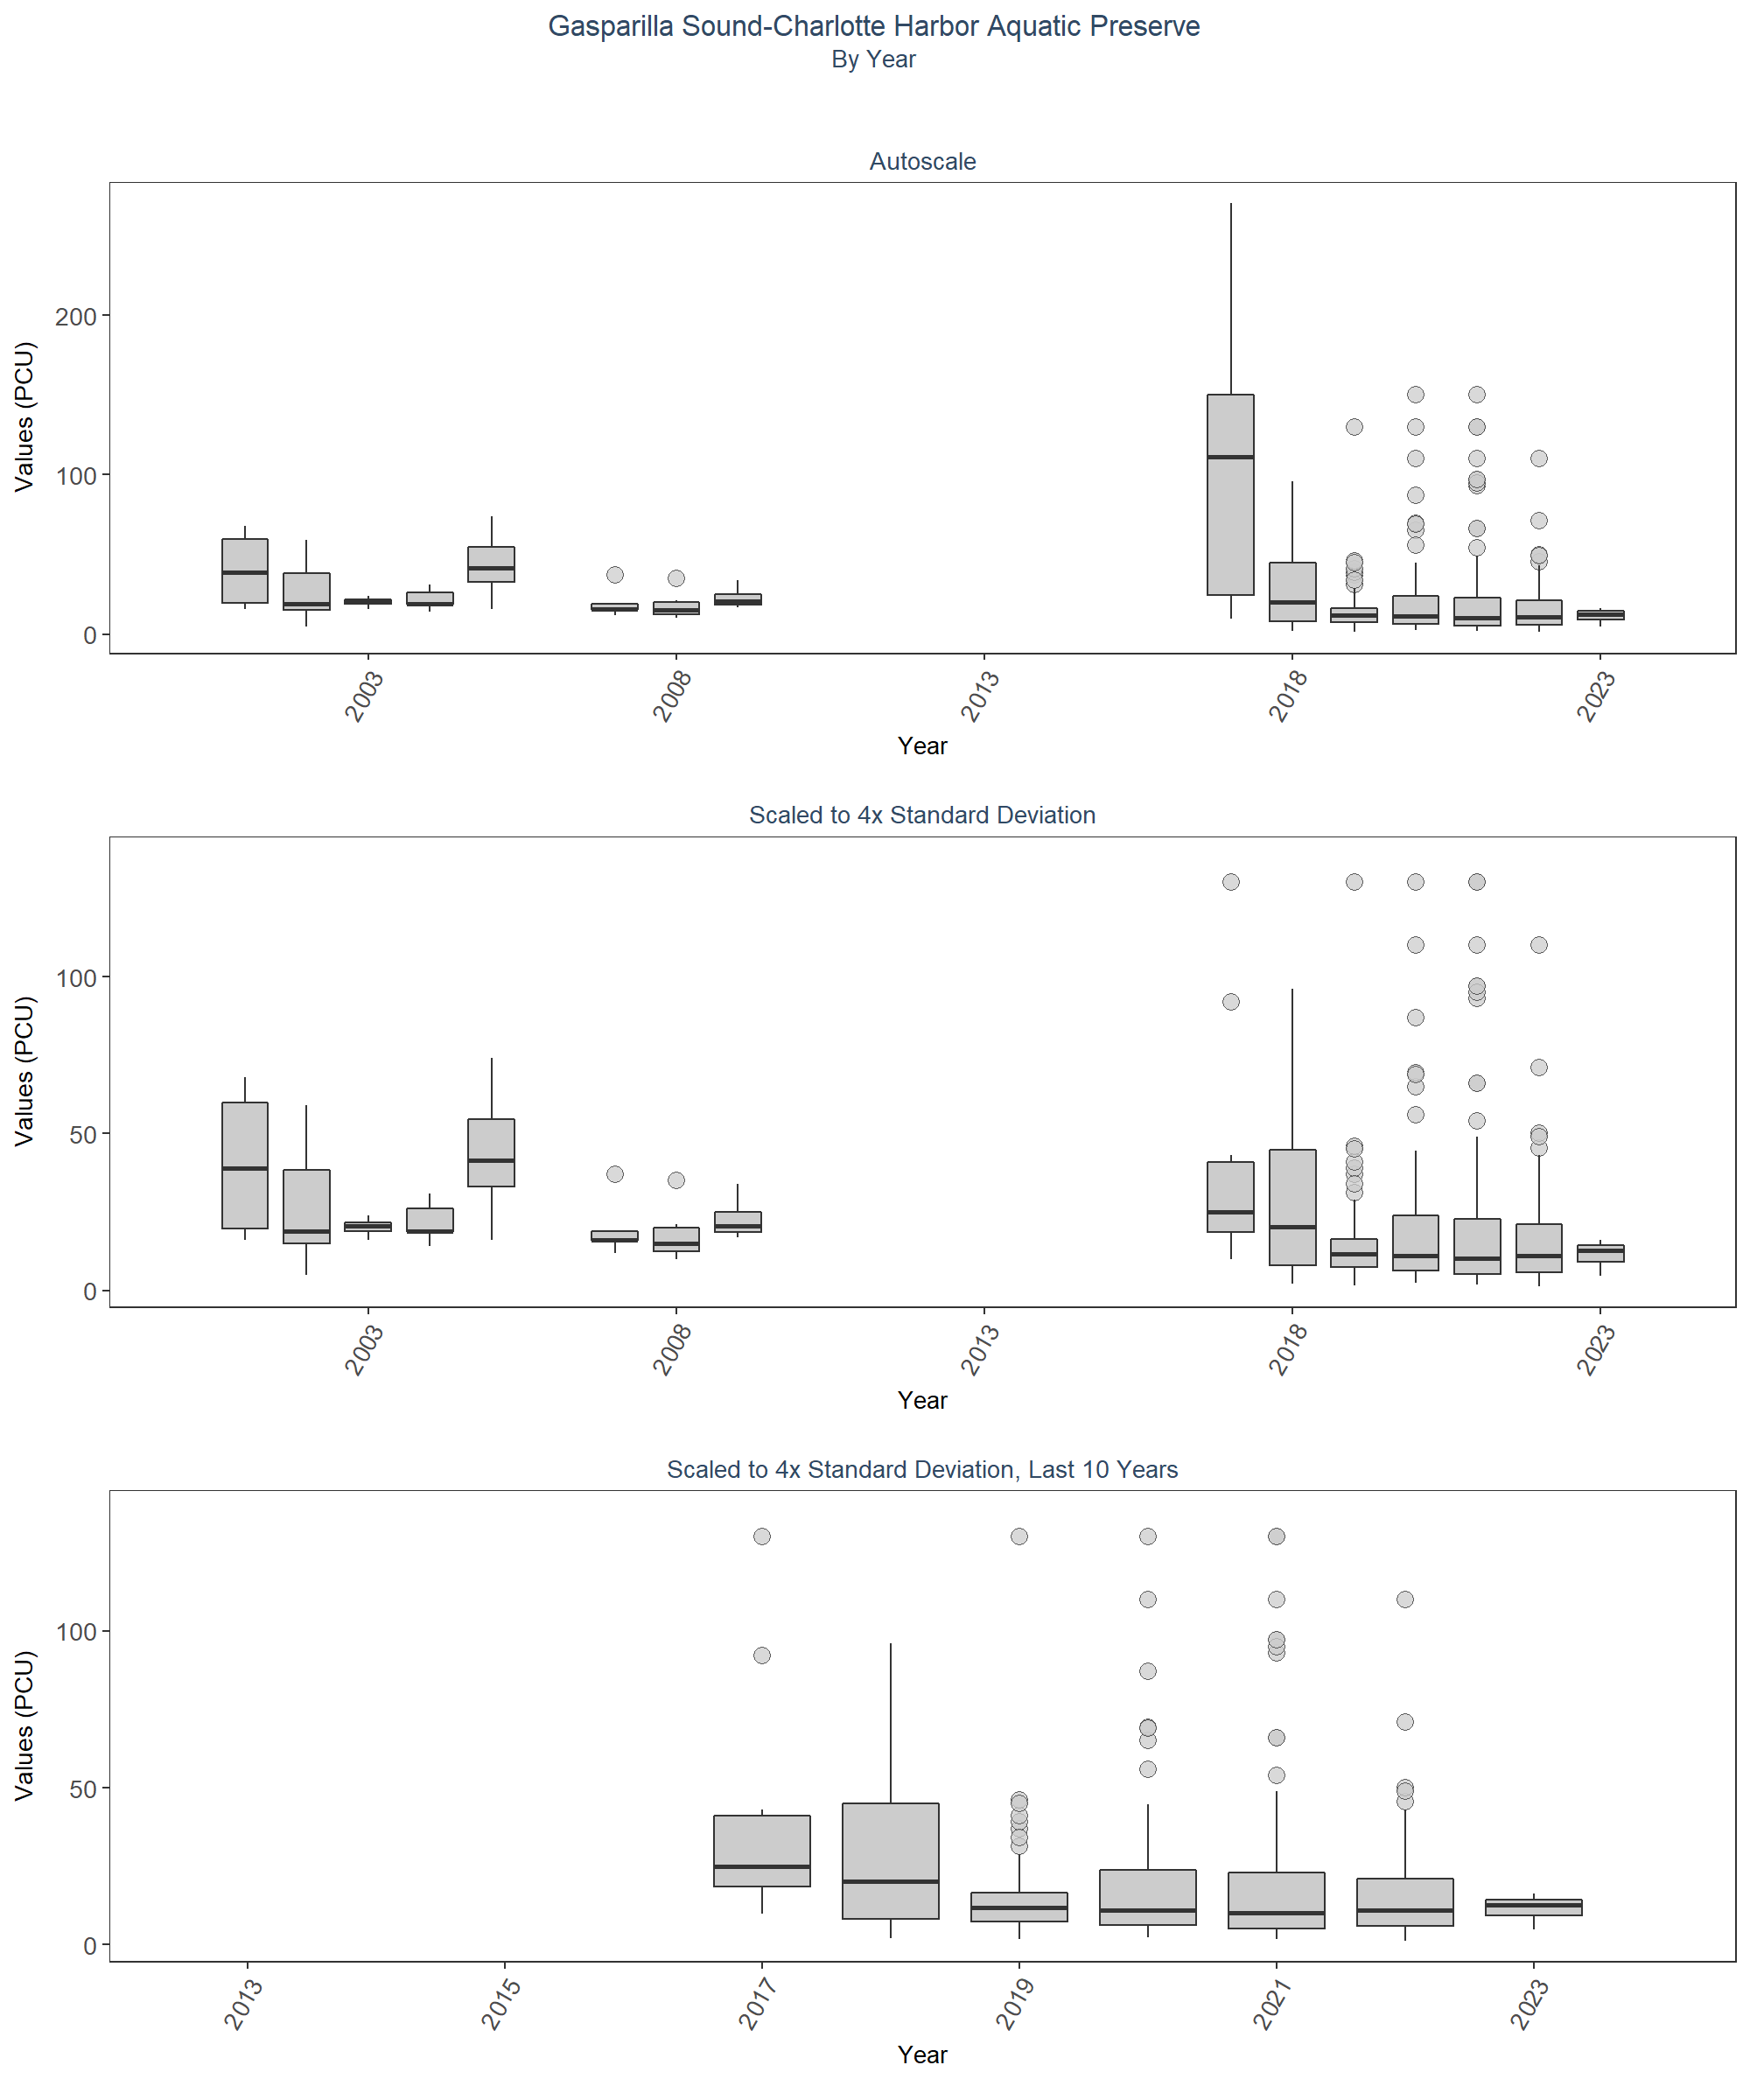 Gasparilla Sound-Charlotte Harbor Aquatic Preserve
By Year
Autoscale
Values (PCU)
200
100
0
2003
2008
2013
2018
2023
Year
Scaled to 4x Standard Deviation
Values (PCU)
100
50
0
2003
2008
2013
2018
2023
Year
Scaled to 4x Standard Deviation, Last 10 Years
Values (PCU)
100
50
0
2013
2015
2017
2019
2021
2023
Year